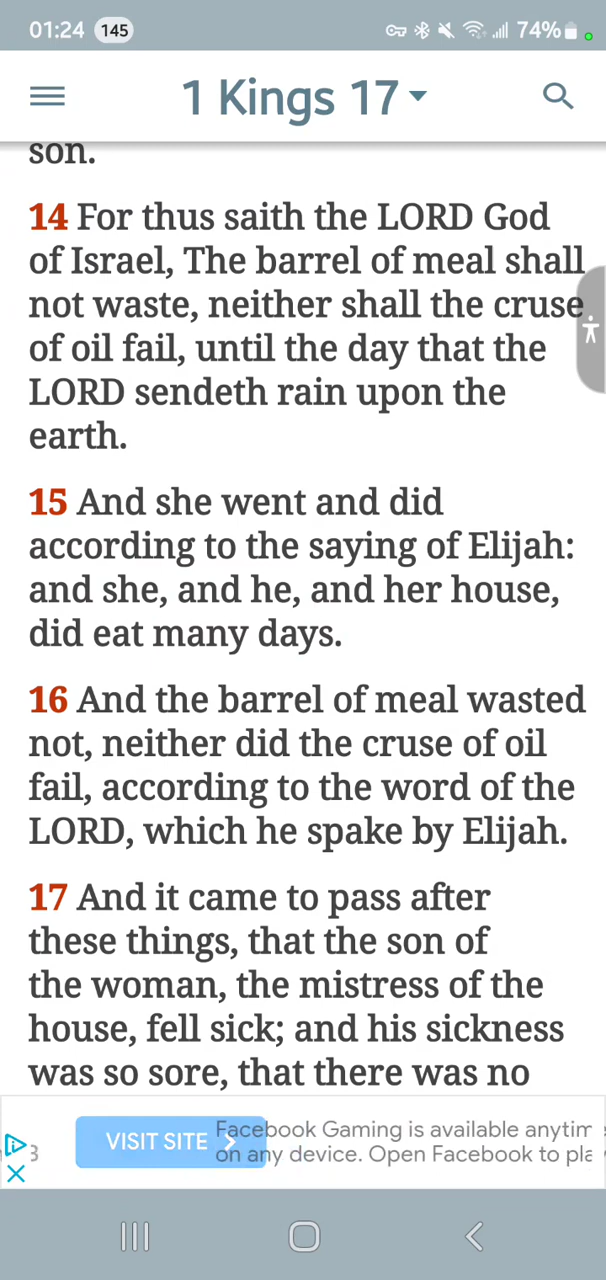 01:24 145 74%
1 Kings 17
son.
14 For thus saith the LORD God
of Israel, The barrel of meal shall
not waste, neither shall the cruse
of oil fail, until the day that the
LORD sendeth rain upon the
earth.
15 And she went and did
according to the saying of Elijah:
and she, and he, and her house,
did eat many days.
16 And the barrel of meal wasted
not, neither did the cruse of oil
fail, according to the word of the
LORD, which he spake by Elijah.
17 And it came to pass after
these things, that the son of
the woman, the mistress of the
house, fell sick; and his sickness
was so sore, that there was no
VISIT SITE
Facebook Gaming is available anytim
on any device. Open Facebook to pla